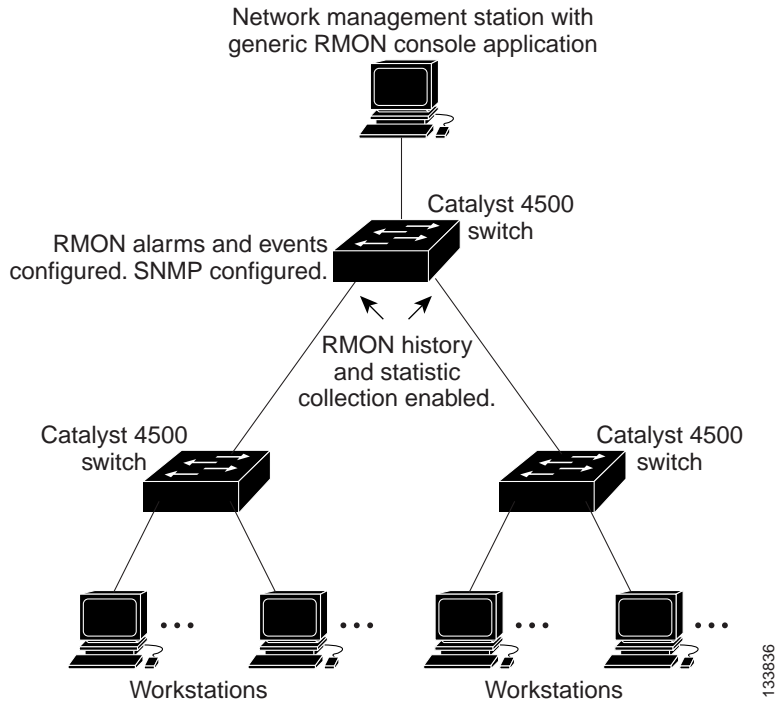 Network management station with
generic RMON console application
Catalyst 4500
switch
RMON alarms and events
configured. SNMP configured.
RMON history
and statistic
collection enabled.
Catalyst 4500
switch
Catalyst 4500
switch
Workstations
Workstations
133836